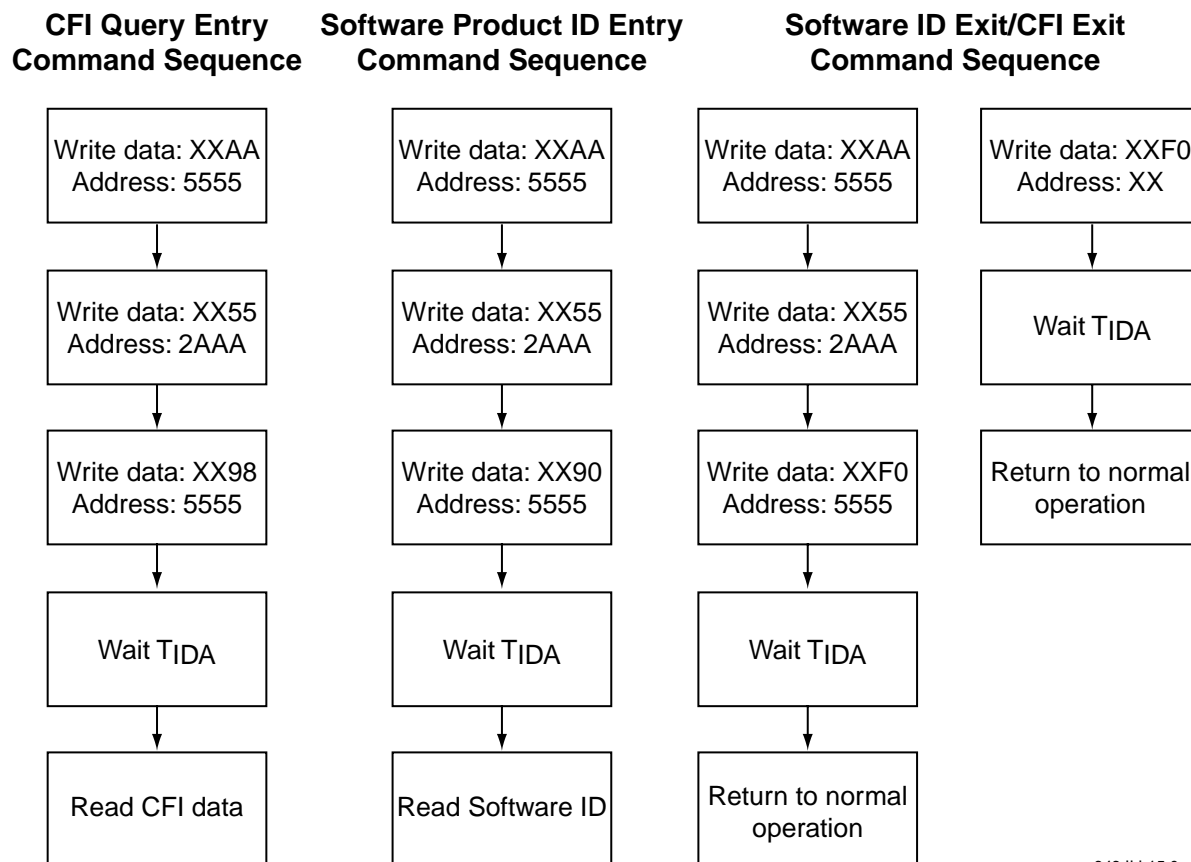 CFI Query Entry
Command Sequence
Software Product ID Entry
Command Sequence
Software ID Exit/CFI Exit
Command Sequence
Write data: XXAA
Address: 5555
Write data: XX55
Address: 2AAA
Write data: XX98
Address: 5555
Wait TIDA
Read CFI data
Write data: XXAA
Address: 5555
Write data: XX55
Address: 2AAA
Write data: XX90
Address: 5555
Wait TIDA
Read Software ID
Write data: XXAA
Address: 5555
Write data: XX55
Address: 2AAA
Write data: XXF0
Address: 5555
Wait TIDA
Return to normal
operation
Write data: XXF0
Address: XX
Wait TIDA
Return to normal
operation